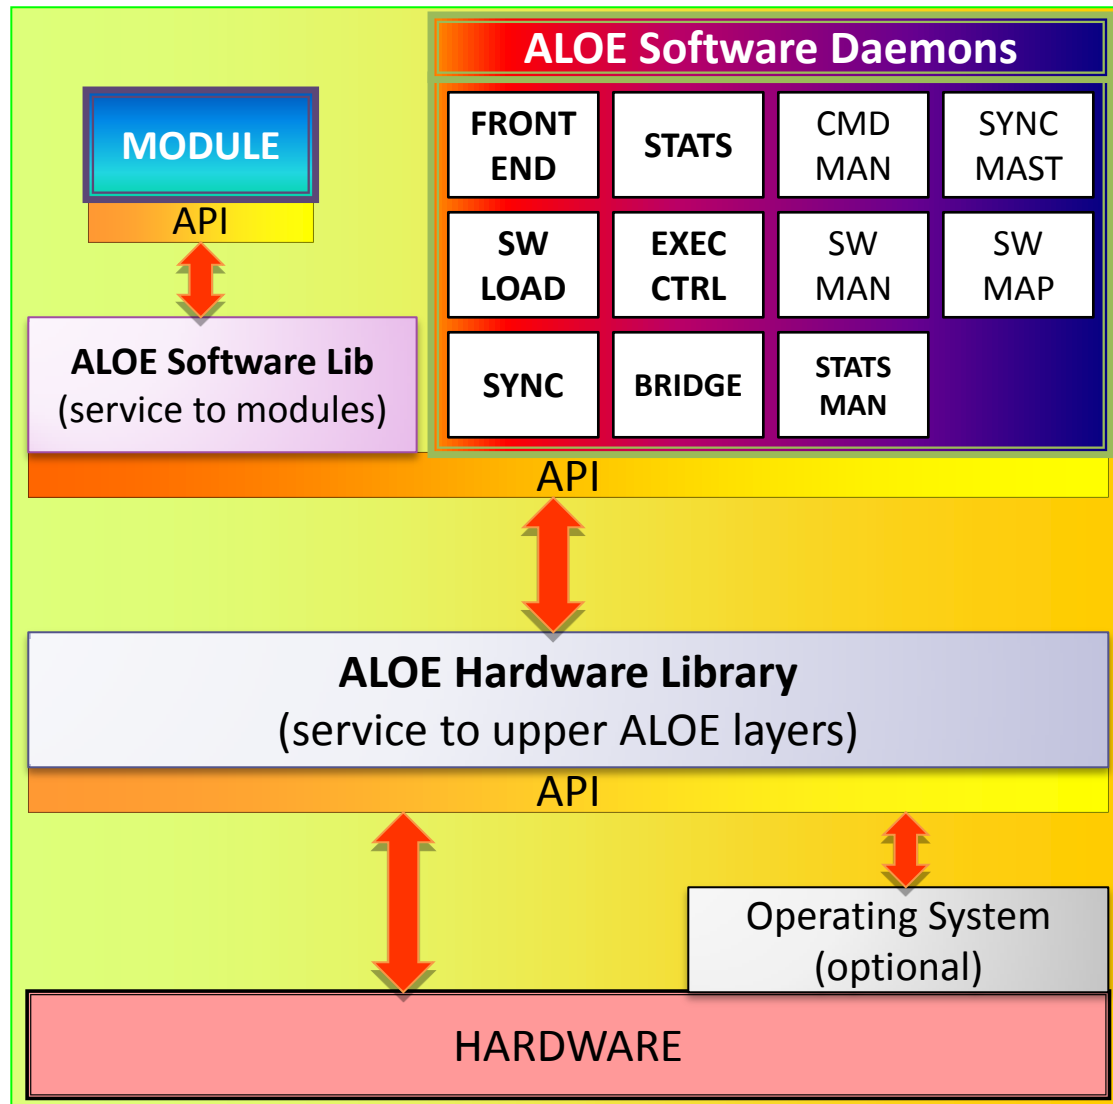 ALOE Software Daemons
MODULE
API
FRONT
END
STATS
CMD
MAN
SYNC
MAST
SW
LOAD
EXEC
CTRL
SW
MAN
SW
MAP
SYNC
BRIDGE
STATS
MAN
ALOE Software Lib
(service to modules)
API
ALOE Hardware Library
(service to upper ALOE layers)
API
Operating System
(optional)
HARDWARE